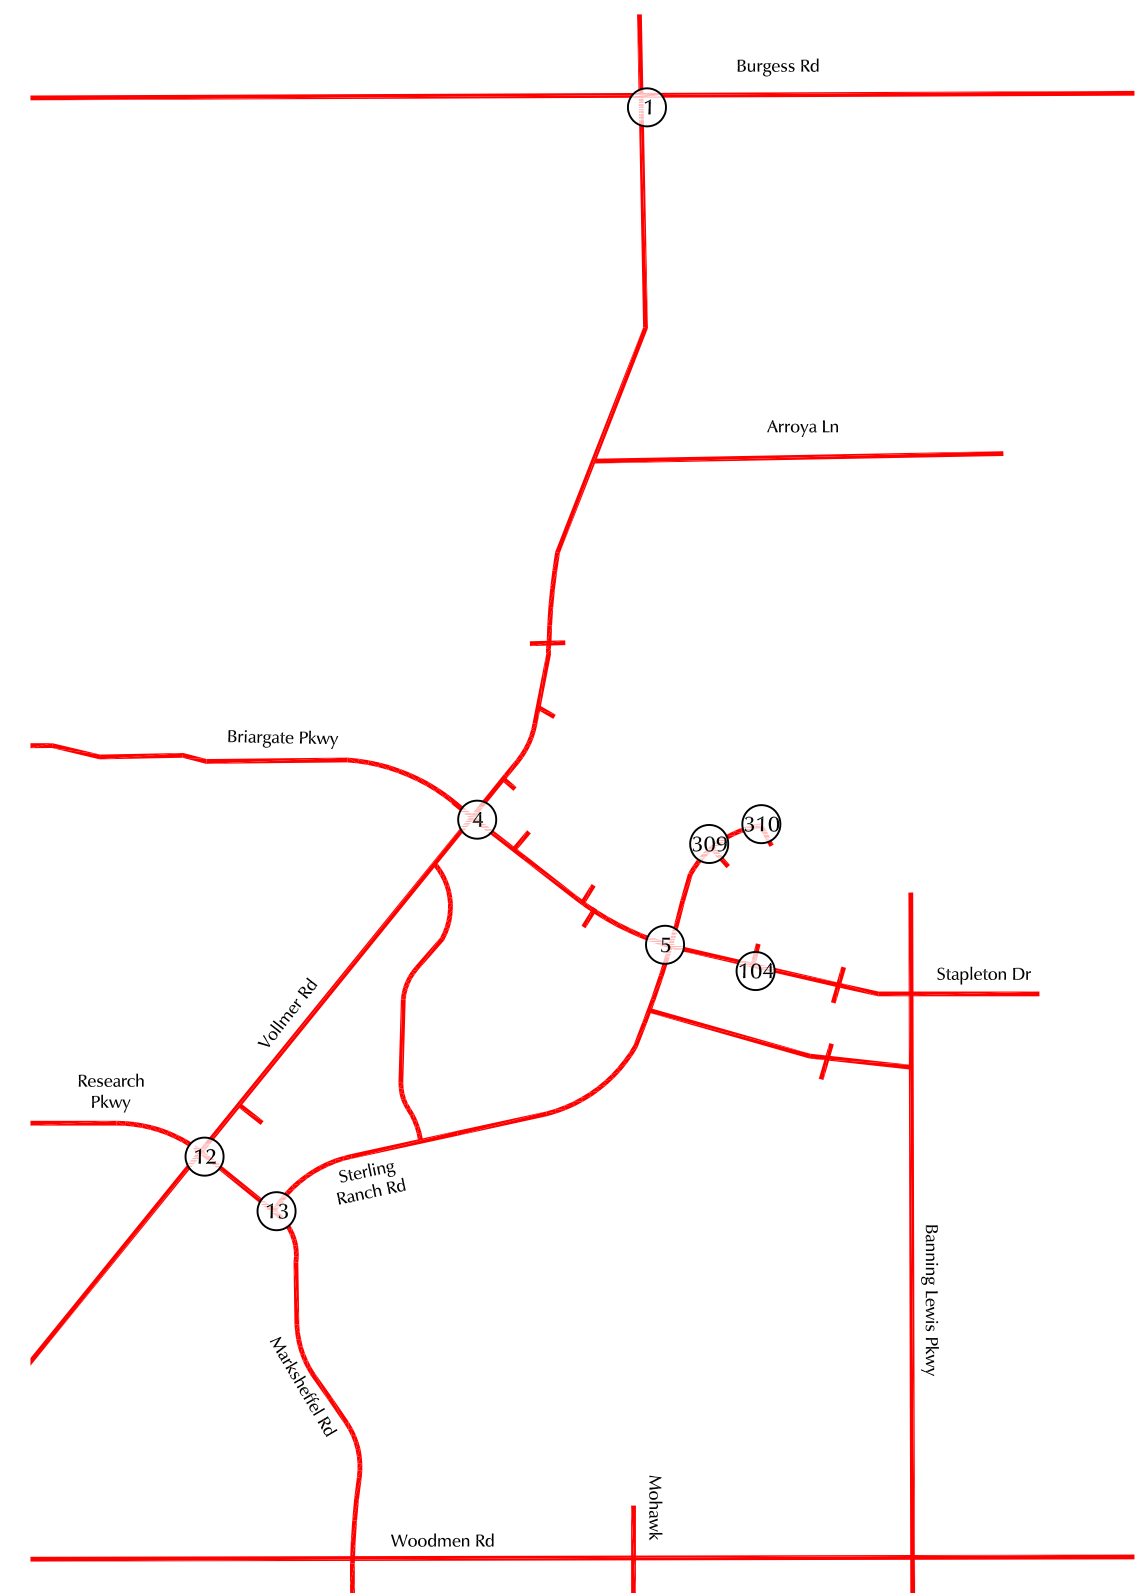 Burgess Rd
1
Arroya Ln
Briargate Pkwy
4
310
309
5
104
Stapleton Dr
Vollmer Rd
Research
Pkwy
12
Sterling
Ranch Rd
13
Banning Lewis Pkwy
Marksheffel Rd
Mohawk
Woodmen Rd